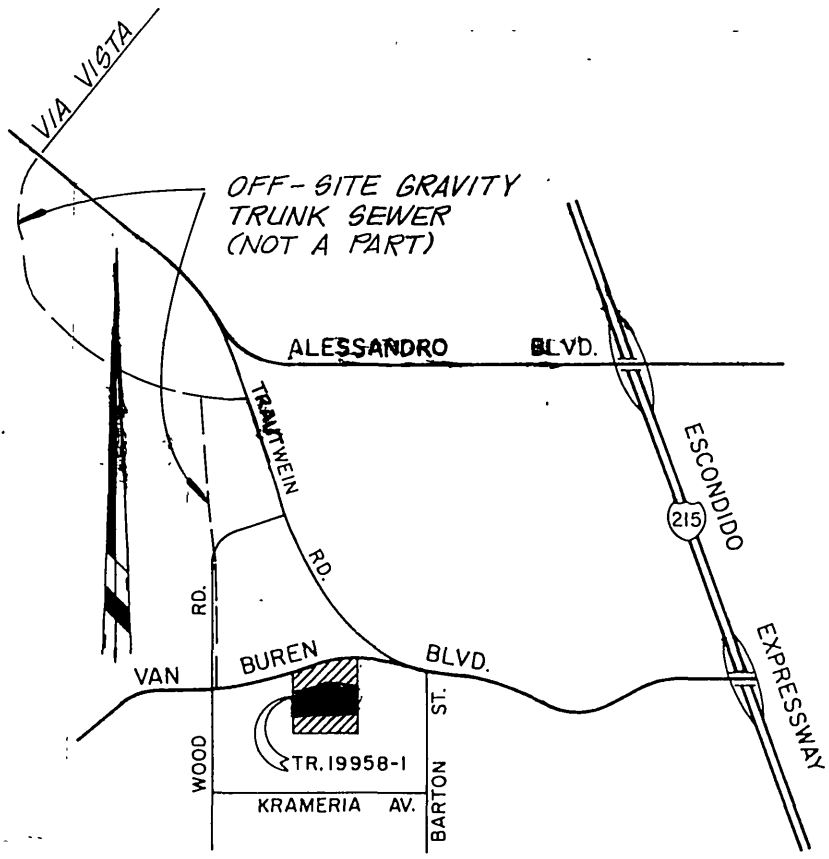 VIA VISTA
OFF-SITE GRAVITY
TRUNK SEWER
(NOT A PART)
ALESSANDRO BLVD.
TRAUTWEIN
RD.
ESCONDIDO
215
EXPRESSWAY
RD.
WOOD
VAN BUREN BLVD.
ST.
BARTON
TR. 19958-1
KRAMERIA AV.